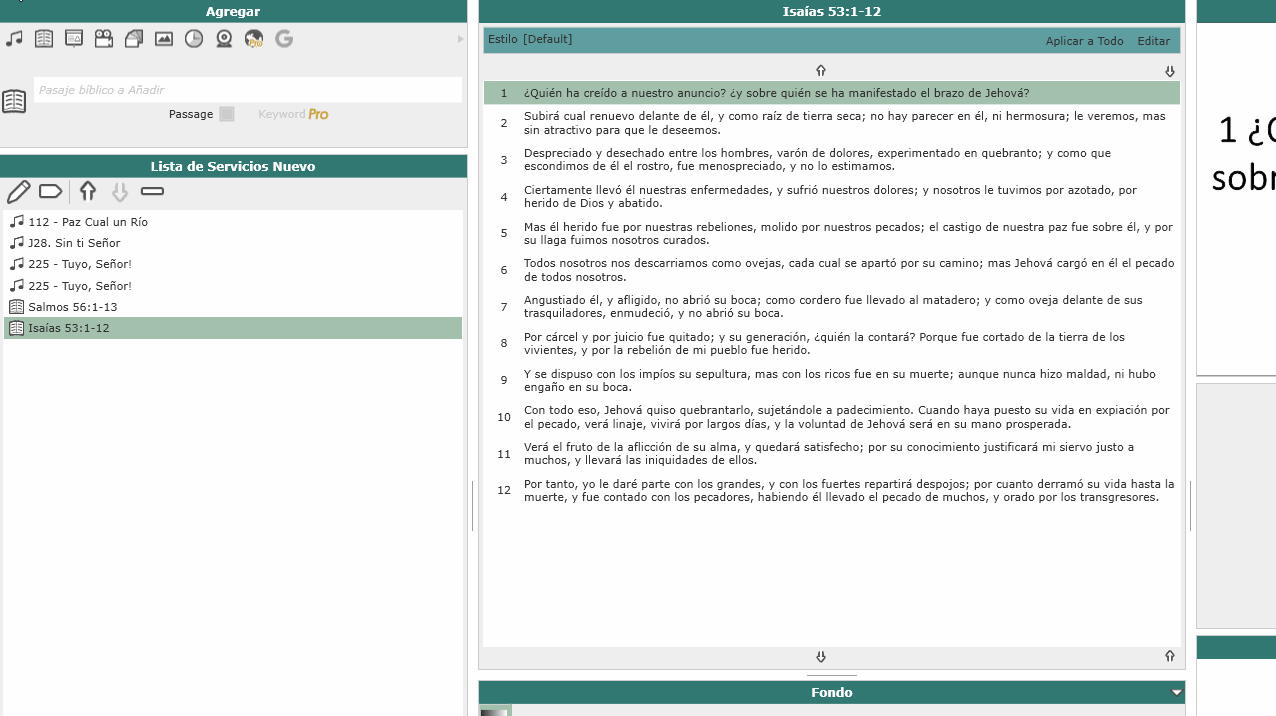 Agregar
Pasaje bíblico a Añadir
Passage
Keyword Pro
Lista de Servicios Nuevo
112 - Paz Cual un Río
J28. Sin ti Señor
225 - Tuyo, Señor!
225 - Tuyo, Señor!
Salmos 56:1-13
Isaías 53:1-12
Isaías 53:1-12
Estilo [Default]
Aplicar a Todo Editar
1 ¿Quién ha creído a nuestro anuncio? ¿y sobre quién se ha manifestado el brazo de Jehová?
2 Subirá cual renuevo delante de él, y como raíz de tierra seca; no hay parecer en él, ni hermosura; le veremos, mas
sin atractivo para que le deseemos.
3 Despreciado y desechado entre los hombres, varón de dolores, experimentado en quebranto; y como que
escondimos de él el rostro, fue menospreciado, y no lo estimamos.
4 Ciertamente llevó él nuestras enfermedades, y sufrió nuestros dolores; y nosotros le tuvimos por azotado, por
herido de Dios y abatido.
5 Mas él herido fue por nuestras rebeliones, molido por nuestros pecados; el castigo de nuestra paz fue sobre él, y por
su llaga fuimos nosotros curados.
6 Todos nosotros nos descarriamos como ovejas, cada cual se apartó por su camino; mas Jehová cargó en él el pecado
de todos nosotros.
7 Angustiado él, y afligido, no abrió su boca; como cordero fue llevado al matadero; y como oveja delante de sus
trasquiladores, enmudeció, y no abrió su boca.
8 Por cárcel y por juicio fue quitado; y su generación, ¿quién la contará? Porque fue cortado de la tierra de los
vivientes, y por la rebelión de mi pueblo fue herido.
9 Y se dispuso con los impíos su sepultura, mas con los ricos fue en su muerte; aunque nunca hizo maldad, ni hubo
engaño en su boca.
10 Con todo eso, Jehová quiso quebrantarlo, sujetándole a padecimiento. Cuando haya puesto su vida en expiación por
el pecado, verá linaje, vivirá por largos días, y la voluntad de Jehová será en su mano prosperada.
11 Verá el fruto de la aflicción de su alma, y quedará satisfecho; por su conocimiento justificará mi siervo justo a
muchos, y llevará las iniquidades de ellos.
12 Por tanto, yo le daré parte con los grandes, y con los fuertes repartirá despojos; por cuanto derramó su vida hasta la
muerte, y fue contado con los pecadores, habiendo él llevado el pecado de muchos, y orado por los transgresores.
Fondo
1 ¿
sob